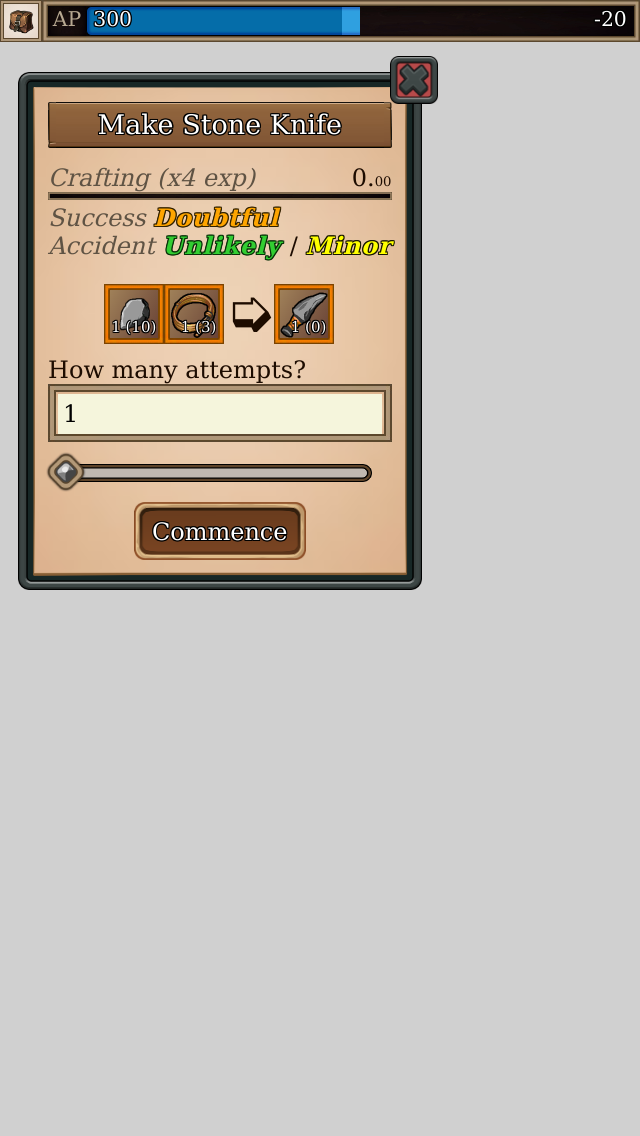 AP 300 -20
Make Stone Knife
Crafting (x4 exp) 0.00
Success Doubtful
Accident Unlikely / Minor
1 (10) 1 (3) 1 (0)
How many attempts?
1
Commence